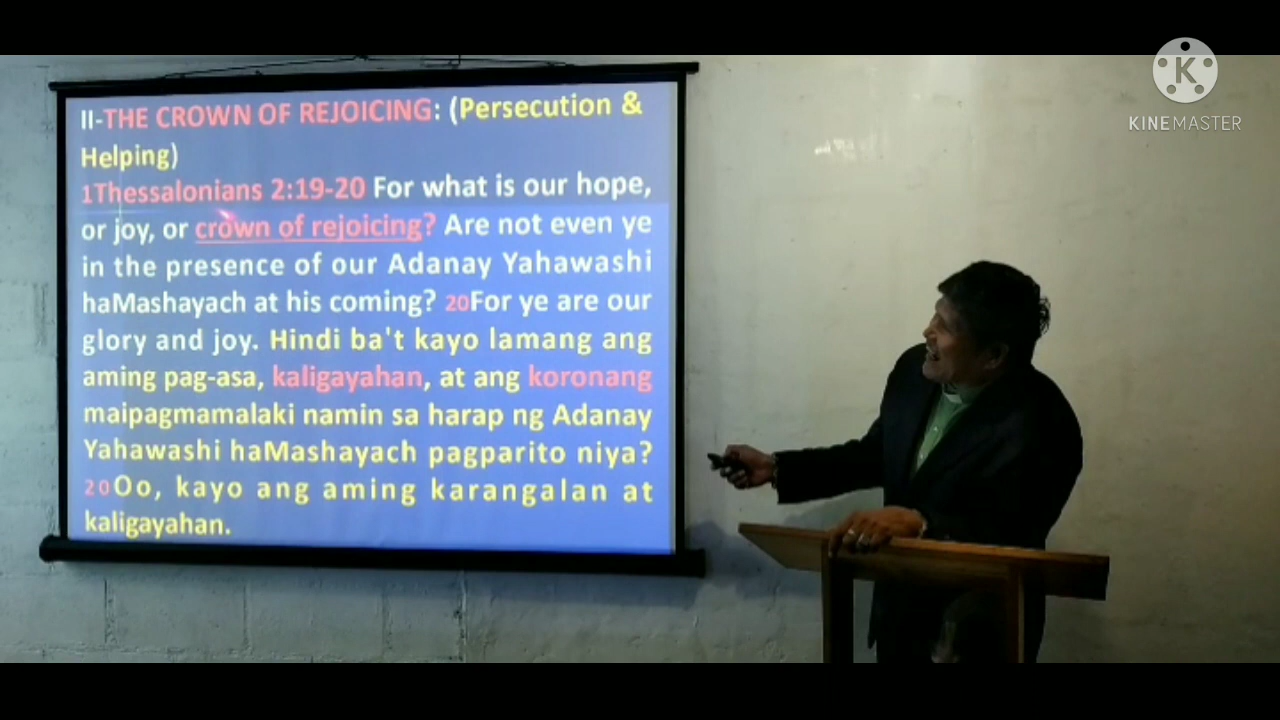 II-THE CROWN OF REJOICING: (Persecution &
Helping)
1Thessalonians 2:19-20 For what is our hope,
or joy, or crown of rejoicing? Are not even ye
in the presence of our Adanay Yahawashi
haMashayach at his coming? 20For ye are our
glory and joy. Hindi ba't kayo lamang ang
aming pag-asa, kaligayahan, at ang koronang
maipagmamalaki namin sa harap ng Adanay
Yahawashi haMashayach pagparito niya?
20Oo, kayo ang aming karangalan at
kaligayahan.
K
KINEMASTER